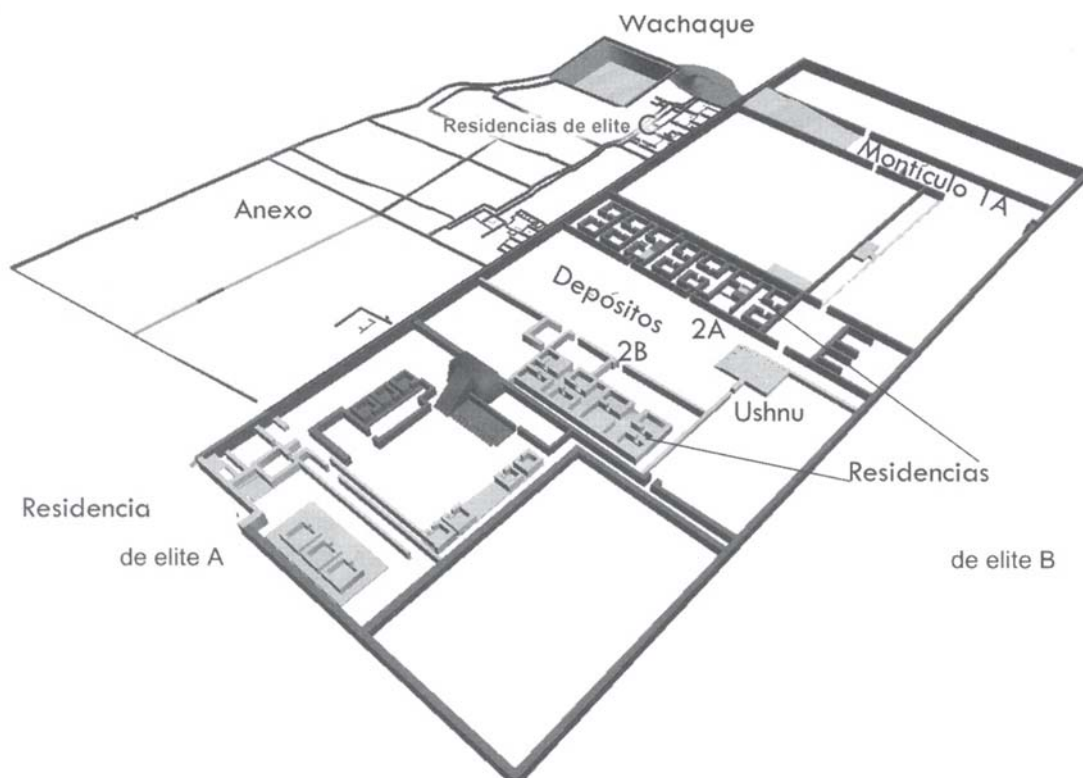 Wachaque
Residencias de elite
Montículo 1A
Anexo
Depósitos
2A
2B
Ushnu
Residencias
Residencia
de elite A
de elite B